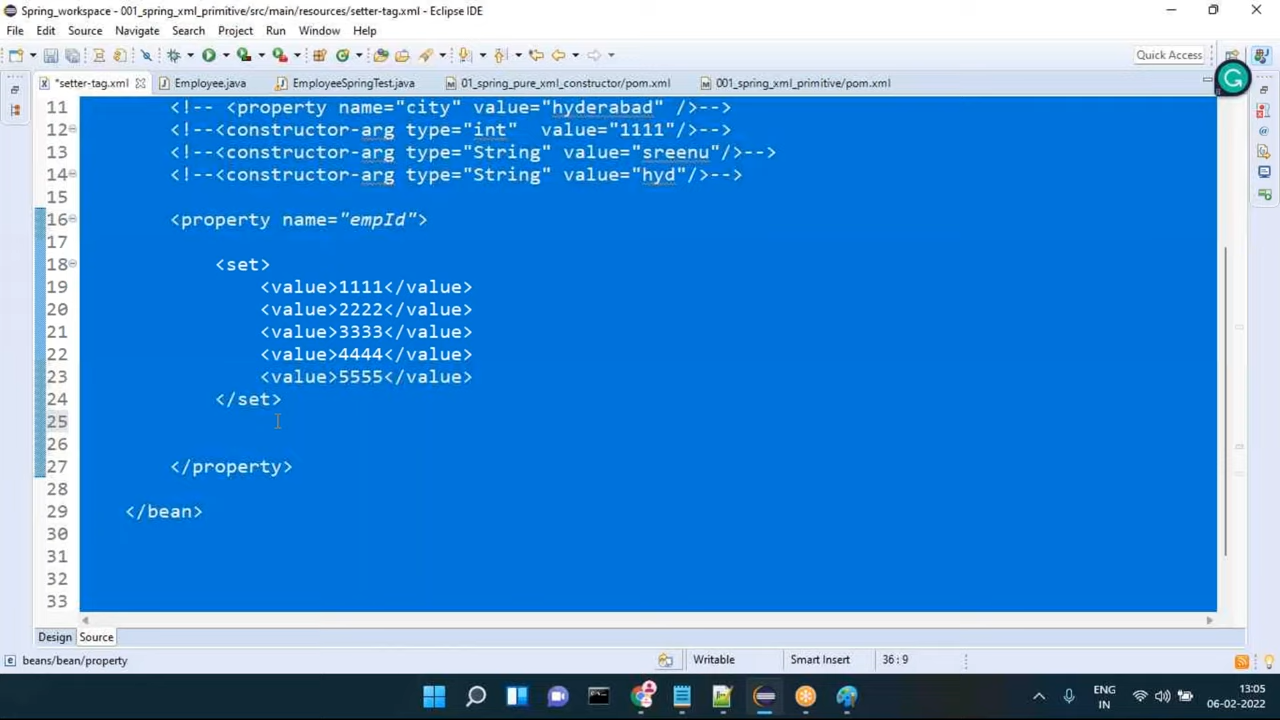 Spring_workspace - 001_spring_xml_primitive/src/main/resources/setter-tag.xml - Eclipse IDE
File Edit Source Navigate Search Project Run Window Help
Quick Access
*setter-tag.xml Employee.java EmployeeSpringTest.java 01_spring_pure_xml_constructor/pom.xml 001_spring_xml_primitive/pom.xml
11 <!-- <property name="city" value="hyderabad" />-->
12 <!--<constructor-arg type="int"  value="1111"/>-->
13 <!--<constructor-arg type="String" value="sreenu"/>-->
14 <!--<constructor-arg type="String" value="hyd"/>-->
15
16 <property name="empId">
17
18 <set>
19 <value>1111</value>
20 <value>2222</value>
21 <value>3333</value>
22 <value>4444</value>
23 <value>5555</value>
24 </set>
25
26
27 </property>
28
29 </bean>
30
31
32
33
Design Source
beans/bean/property Writable Smart Insert 36 : 9
ENG 13:05
IN 06-02-2022